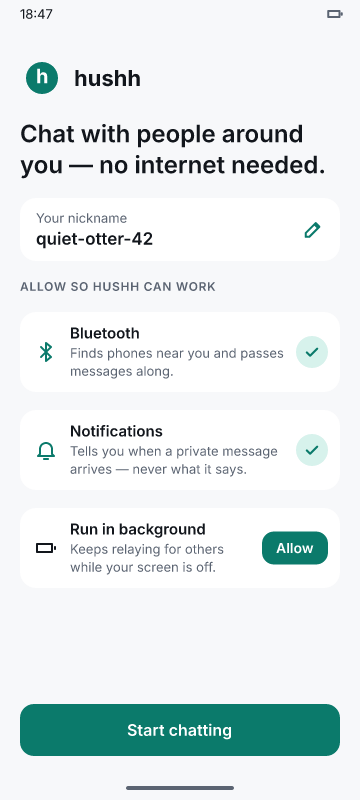 18:47
h hushh
Chat with people around
you — no internet needed.
Your nickname
quiet-otter-42
ALLOW SO HUSHH CAN WORK
Bluetooth
Finds phones near you and passes
messages along.
Notifications
Tells you when a private message
arrives — never what it says.
Run in background
Keeps relaying for others
while your screen is off.
Allow
Start chatting